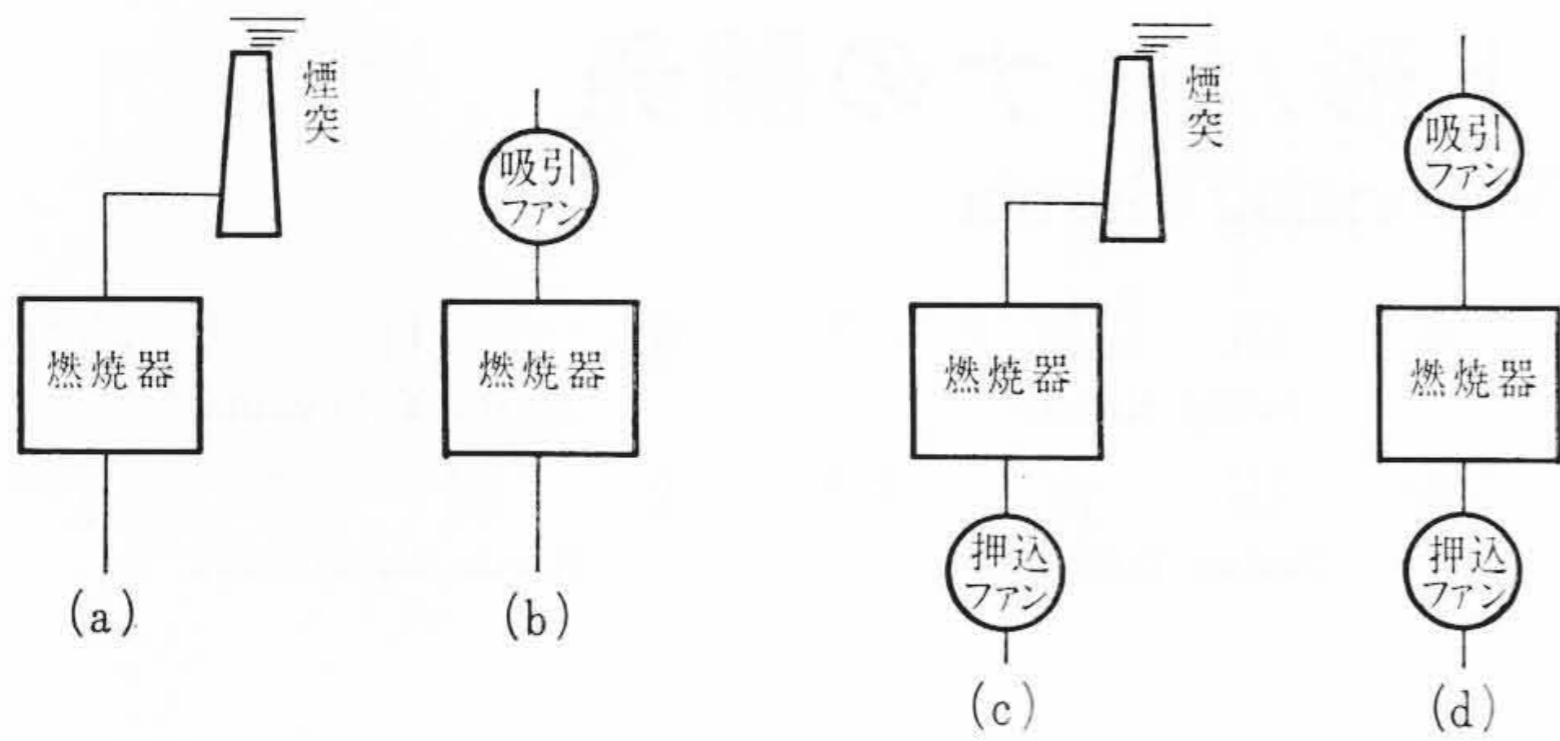 煙突
燃焼器
(a)
吸引
ファン
燃焼器
(b)
煙突
燃焼器
押込
ファン
(c)
吸引
ファン
燃焼器
押込
ファン
(d)